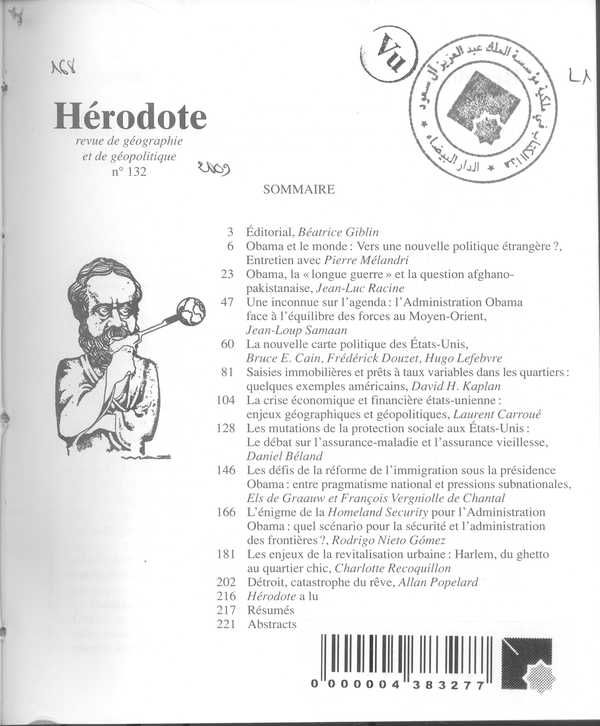 168
Vu
L1
هذا الكتاب في ملكية مؤسسة الملك عبد العزيز آل سعود
* الدار البيضاء *
Hérodote
revue de géographie
et de géopolitique
n° 132
2009
SOMMAIRE
3 Éditorial, Béatrice Giblin
6 Obama et le monde : Vers une nouvelle politique étrangère ?,
Entretien avec Pierre Mélandri
23 Obama, la « longue guerre » et la question afghano-
pakistanaise, Jean-Luc Racine
47 Une inconnue sur l'agenda : l'Administration Obama
face à l'équilibre des forces au Moyen-Orient,
Jean-Loup Samaan
60 La nouvelle carte politique des États-Unis,
Bruce E. Cain, Frédérick Douzet, Hugo Lefebvre
81 Saisies immobilières et prêts à taux variables dans les quartiers :
quelques exemples américains, David H. Kaplan
104 La crise économique et financière états-unienne :
enjeux géographiques et géopolitiques, Laurent Carroué
128 Les mutations de la protection sociale aux États-Unis :
Le débat sur l'assurance-maladie et l'assurance vieillesse,
Daniel Béland
146 Les défis de la réforme de l'immigration sous la présidence
Obama : entre pragmatisme national et pressions subnationales,
Els de Graauw et François Vergniolle de Chantal
166 L'énigme de la Homeland Security pour l'Administration
Obama : quel scénario pour la sécurité et l'administration
des frontières ?, Rodrigo Nieto Gómez
181 Les enjeux de la revitalisation urbaine : Harlem, du ghetto
au quartier chic, Charlotte Recoquillon
202 Détroit, catastrophe du rêve, Allan Popelard
216 Hérodote a lu
217 Résumés
221 Abstracts
0 000004 383277